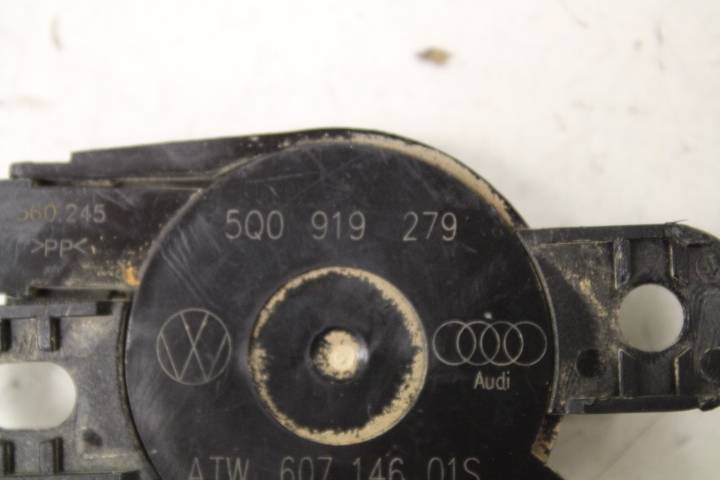 5Q0 919 279
560.245
>PP<
Audi
ATW 607 146 01S